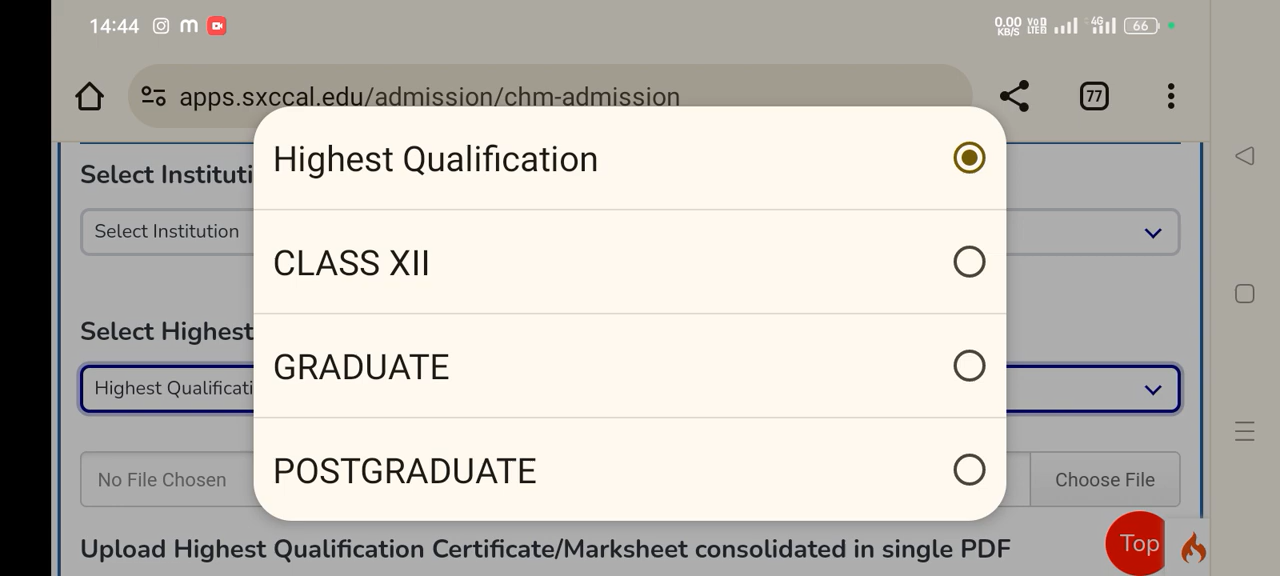 14:44
0.00 KB/S VoD LTE 4G 66
apps.sxccal.edu/admission/chm-admission
77
Highest Qualification
CLASS XII
GRADUATE
POSTGRADUATE
Select Instituti
Select Institution
Select Highest
Highest Qualificati
No File Chosen
Choose File
Upload Highest Qualification Certificate/Marksheet consolidated in single PDF
Top